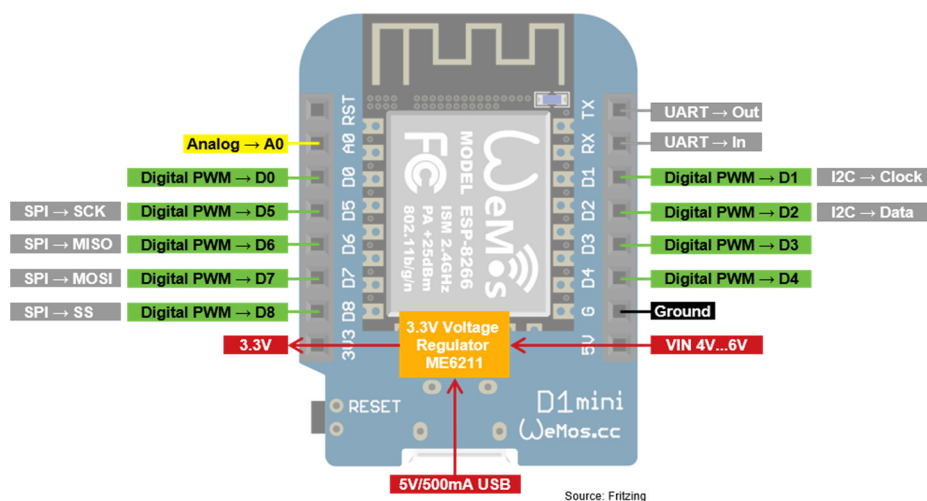 RST
TX
UART → Out
Analog → A0
A0
RX
UART → In
Digital PWM → D0
D0
D1
Digital PWM → D1
I2C → Clock
SPI → SCK
Digital PWM → D5
D5
D2
Digital PWM → D2
I2C → Data
SPI → MISO
Digital PWM → D6
D6
D3
Digital PWM → D3
SPI → MOSI
Digital PWM → D7
D7
D4
Digital PWM → D4
SPI → SS
Digital PWM → D8
D8
G
Ground
3.3V
3V3
5V
VIN 4V...6V
WeMos
MODEL ESP-8266
ISM 2.4GHz
PA +25dBm
802.11b/g/n
FC
3.3V Voltage
Regulator
ME6211
RESET
D1mini
WeMos.cc
5V/500mA USB
Source: Fritzing